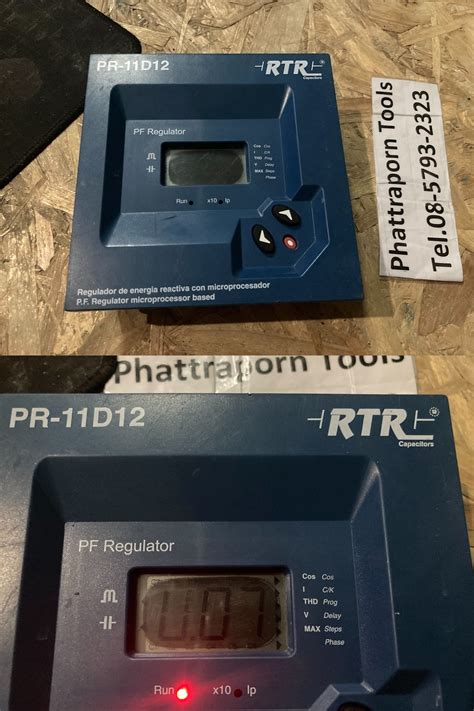 PR-11D12
RTR
Capacitors
PF Regulator
Cos Cos
I C/K
THD Prog
V Delay
MAX Steps
Phase
Run x10 Ip
Regulador de energía reactiva con microprocesador
P.F. Regulator microprocessor based
Phattraporn Tools
Tel.08-5793-2323
Phattraporn Tools
PR-11D12
RTR
Capacitors
PF Regulator
Cos Cos
I C/K
THD Prog
V Delay
MAX Steps
Phase
Run x10 Ip